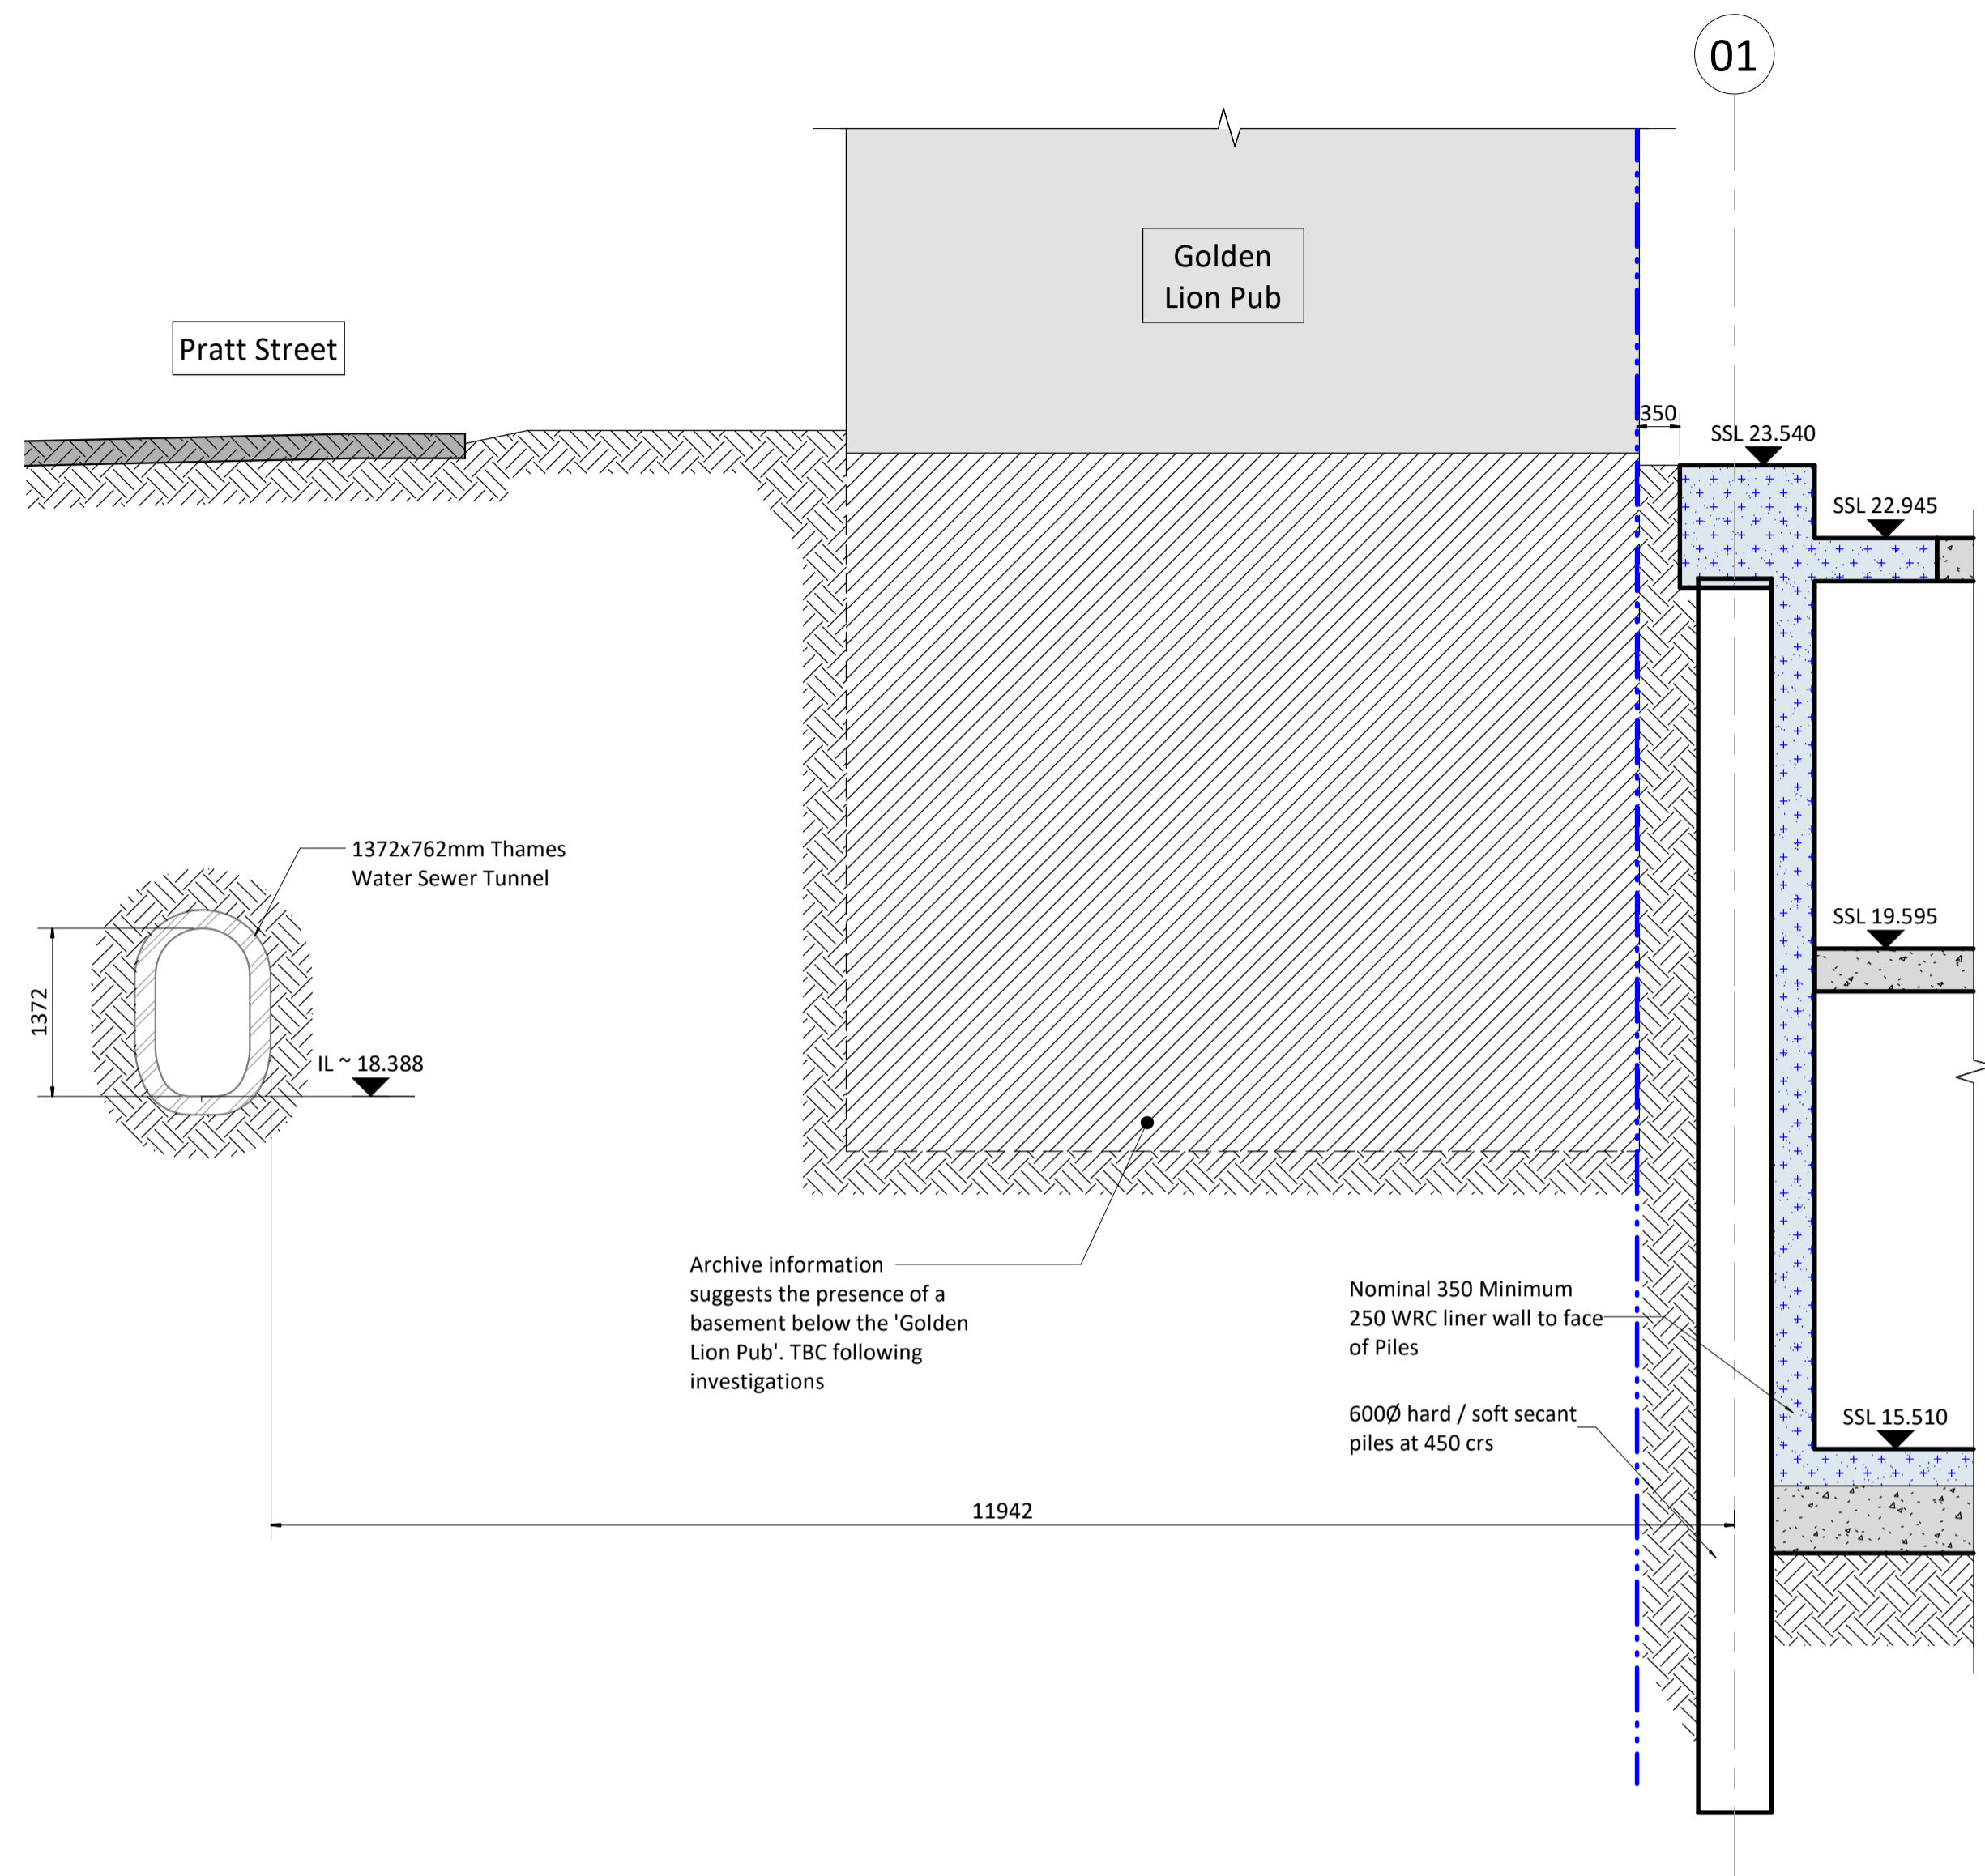 01
Golden
Lion Pub
Pratt Street
350
SSL 23.540
SSL 22.945
1372x762mm Thames
Water Sewer Tunnel
SSL 19.595
1372
IL ~ 18.388
Archive information
suggests the presence of a
basement below the 'Golden
Lion Pub'. TBC following
investigations
Nominal 350 Minimum
250 WRC liner wall to face
of Piles
600Ø hard / soft secant
piles at 450 crs
SSL 15.510
11942